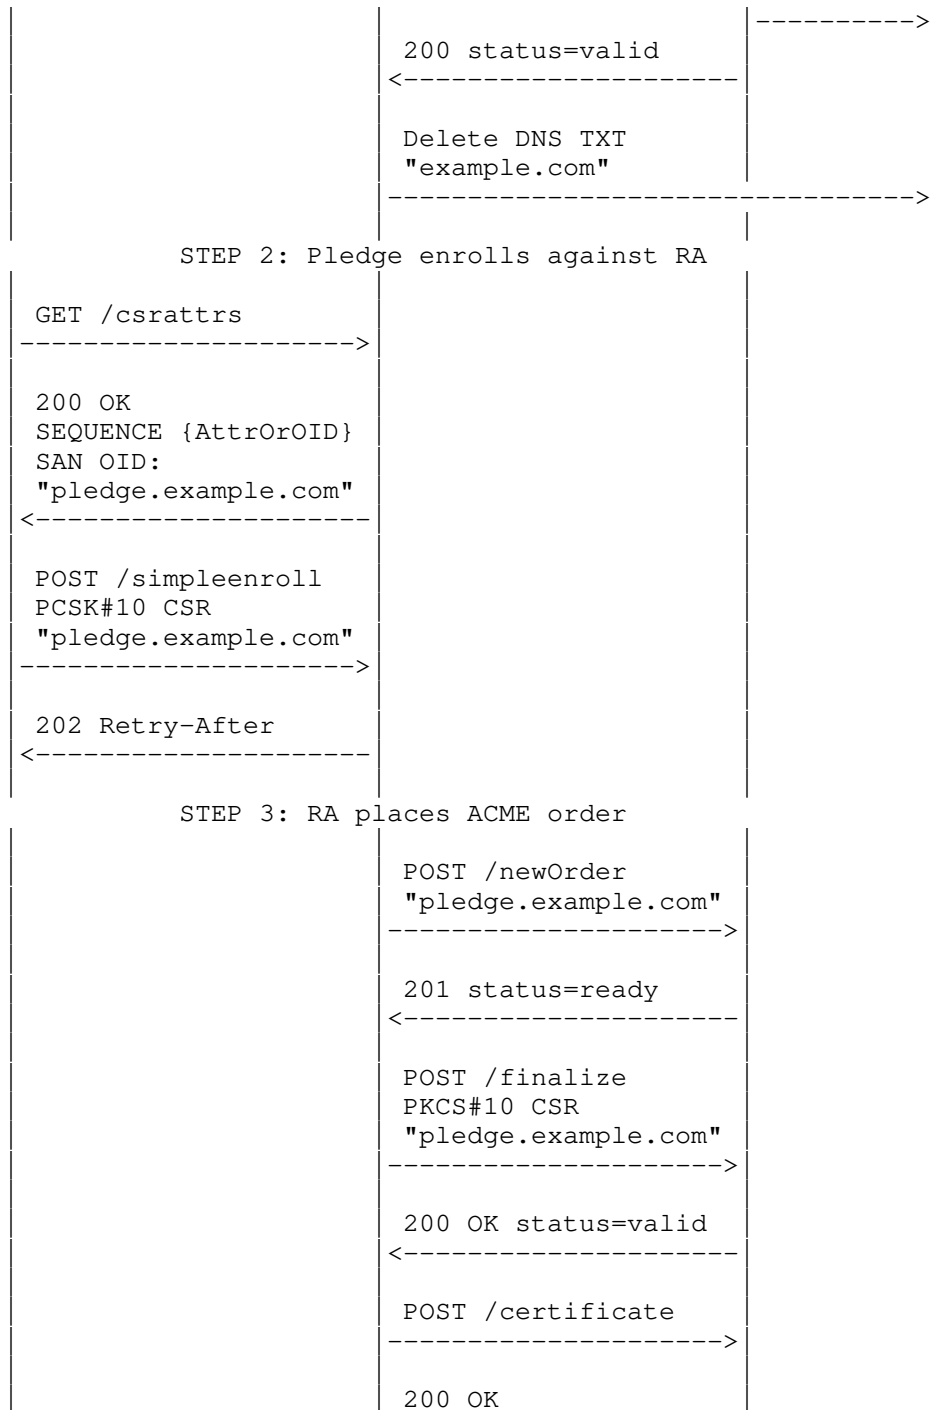 200 status=valid
Delete DNS TXT
"example.com"
STEP 2: Pledge enrolls against RA
GET /csrattrs
200 OK
SEQUENCE {AttrOrOID}
SAN OID:
"pledge.example.com"
POST /simpleenroll
PCSK#10 CSR
"pledge.example.com"
202 Retry-After
STEP 3: RA places ACME order
POST /newOrder
"pledge.example.com"
201 status=ready
POST /finalize
PKCS#10 CSR
"pledge.example.com"
200 OK status=valid
POST /certificate
200 OK